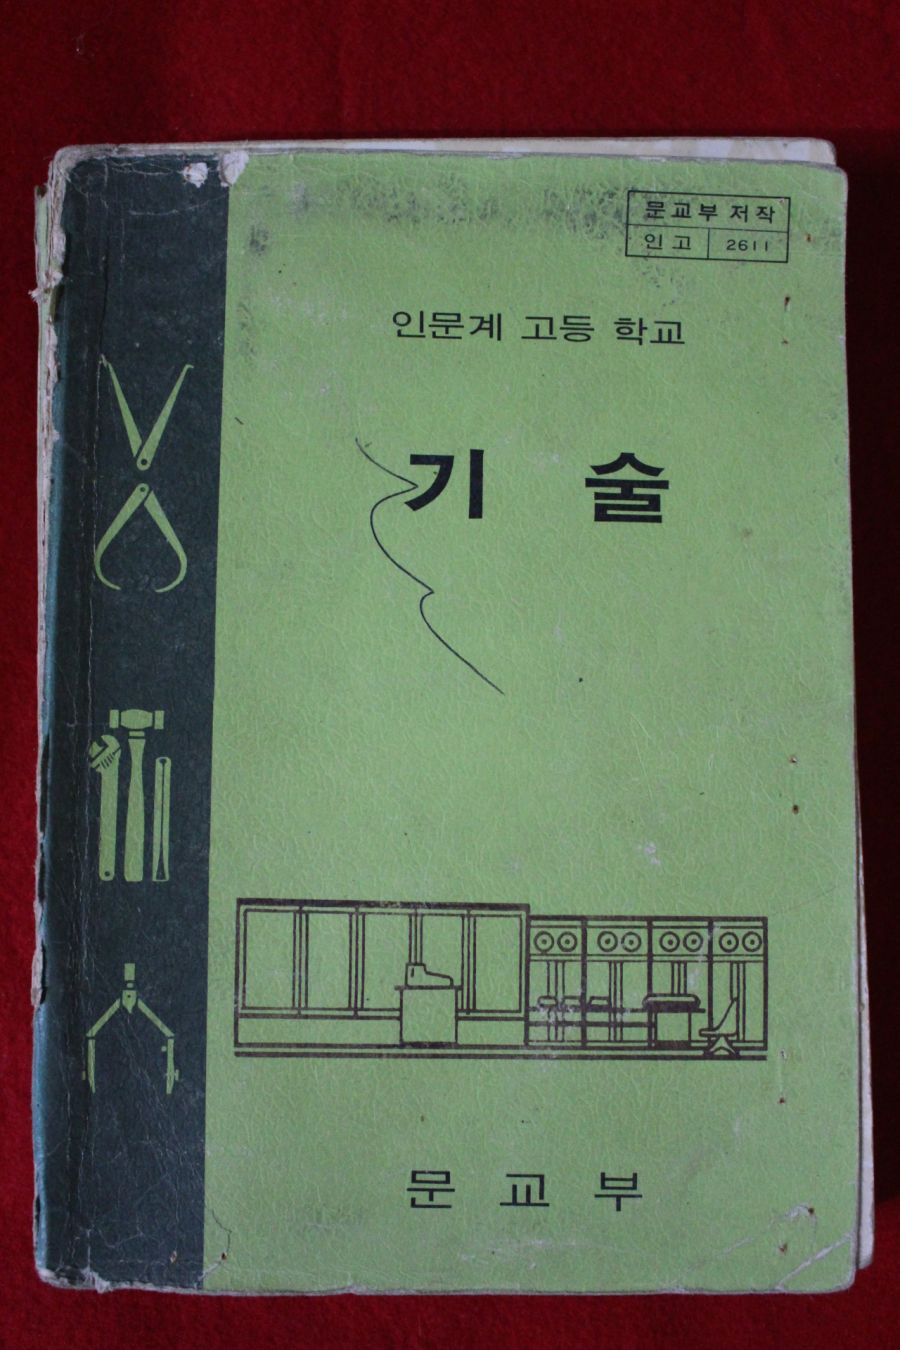 문교부 저작
인고 2611
인문계 고등 학교
기 술
문 교 부